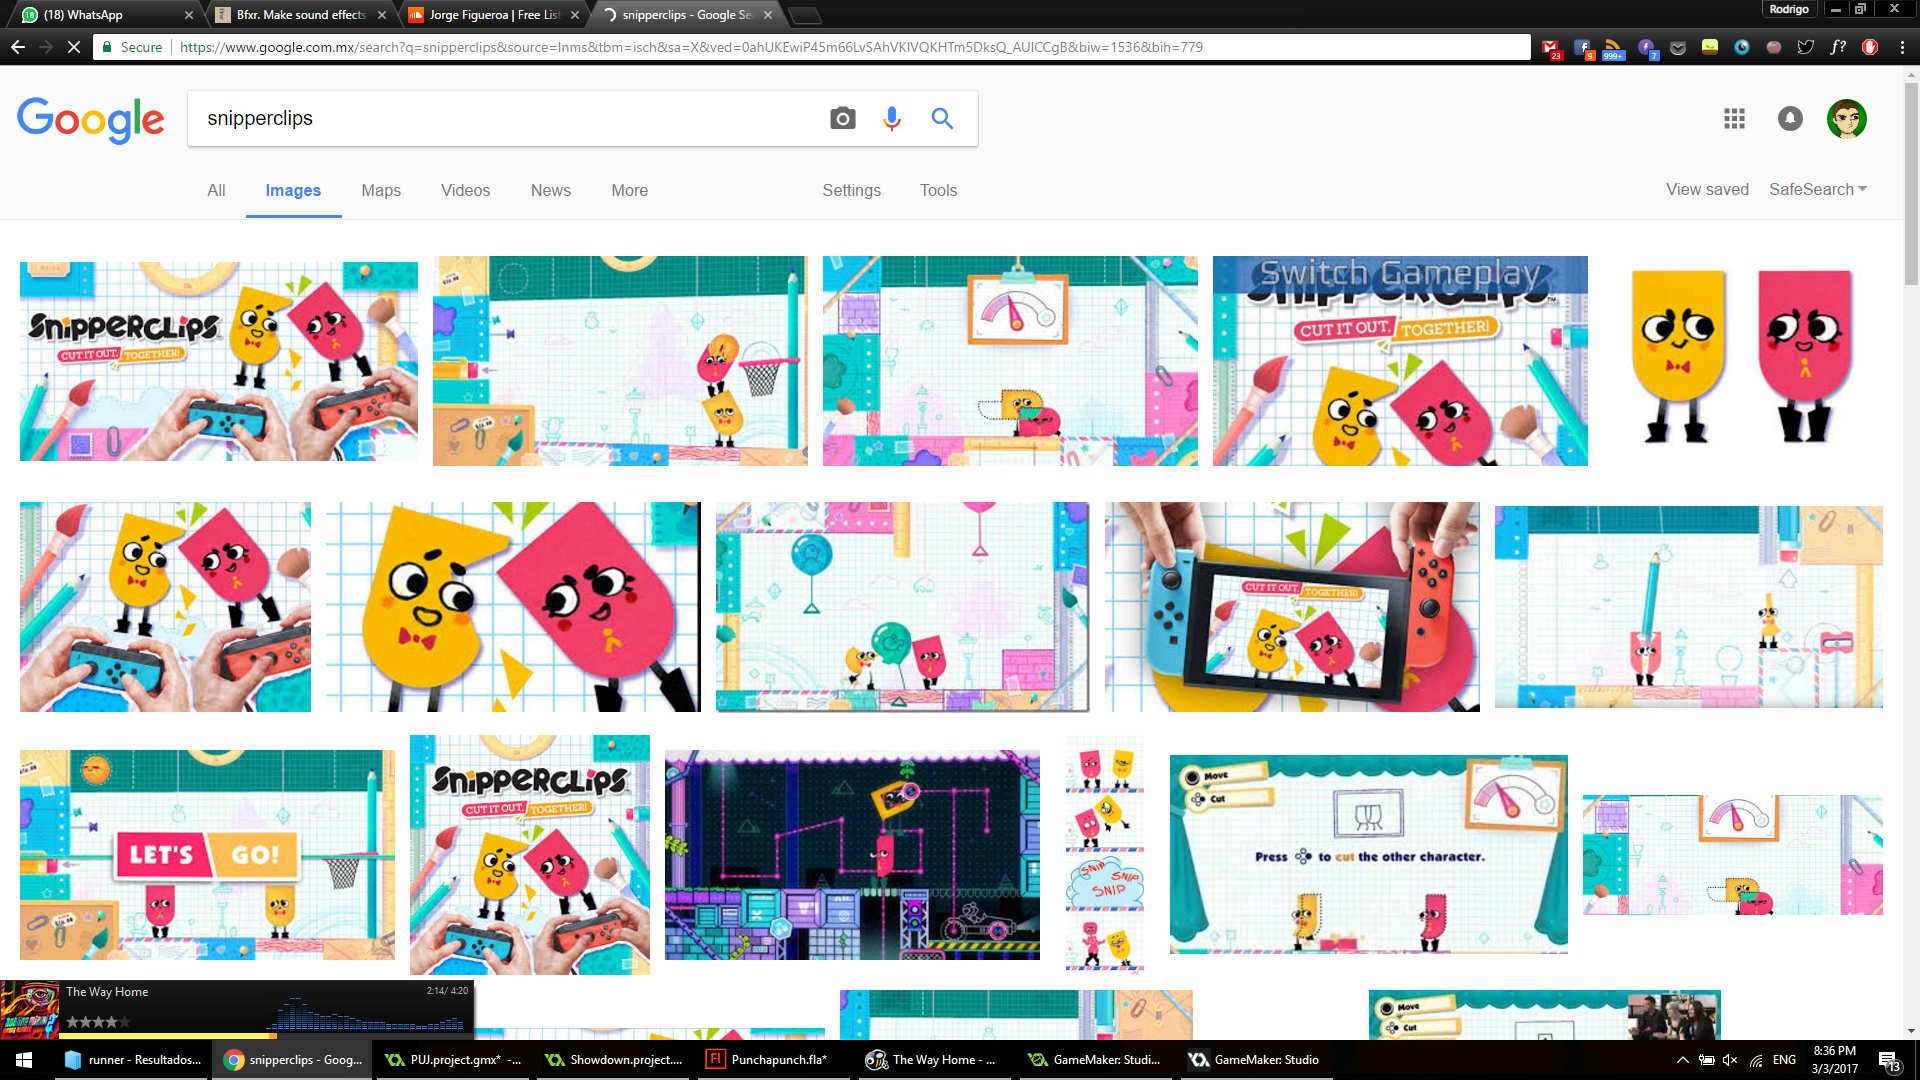 (18) WhatsApp
Bfxr. Make sound effects
Jorge Figueroa | Free List
snipperclips - Google Se
Rodrigo
Secure
https://www.google.com.mx/search?q=snipperclips&source=lnms&tbm=isch&sa=X&ved=0ahUKEwiP45m66LvSAhVKlVQKHTm5DksQ_AUICCgB&biw=1536&bih=779
23
9
999+
7
f?
Google
snipperclips
All
Images
Maps
Videos
News
More
Settings
Tools
View saved
SafeSearch
SNIPPERCLIPS
CUT IT OUT, TOGETHER!
Switch Gameplay
SNIPPERCLIPS
CUT IT OUT, TOGETHER!
CUT IT OUT, TOGETHER!
LET'S GO!
SNIPPERCLIPS
CUT IT OUT, TOGETHER!
SNIP
SNIP
SNIP
Move
Cut
Press to cut the other character.
Move
Cut
The Way Home
2:14/ 4:20
runner - Resultados...
snipperclips - Goog...
PUJ.project.gmx* -...
Showdown.project....
Punchapunch.fla*
The Way Home - ...
GameMaker: Studi...
GameMaker: Studio
ENG
8:36 PM
3/3/2017
13